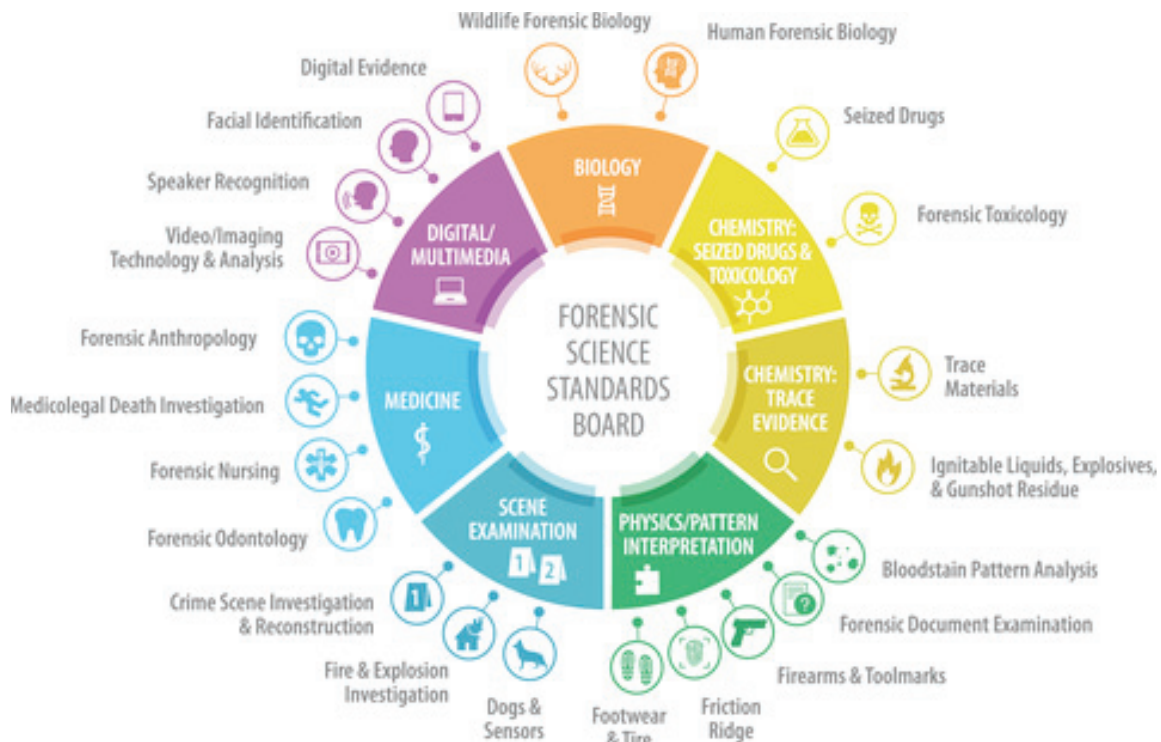 Wildlife Forensic Biology
Human Forensic Biology
Digital Evidence
Facial Identification
Speaker Recognition
Video/Imaging
Technology & Analysis
Seized Drugs
Forensic Toxicology
BIOLOGY
DIGITAL/
MULTIMEDIA
CHEMISTRY:
SEIZED DRUGS &
TOXICOLOGY
FORENSIC
SCIENCE
STANDARDS
BOARD
Forensic Anthropology
Medicolegal Death Investigation
Forensic Nursing
Forensic Odontology
MEDICINE
CHEMISTRY:
TRACE
EVIDENCE
Trace
Materials
Ignitable Liquids, Explosives,
& Gunshot Residue
SCENE
EXAMINATION
1 2
PHYSICS/PATTERN
INTERPRETATION
Bloodstain Pattern Analysis
?
Forensic Document Examination
Firearms & Toolmarks
Friction
Ridge
Footwear
& Tire
1
Crime Scene Investigation
& Reconstruction
Fire & Explosion
Investigation
Dogs &
Sensors